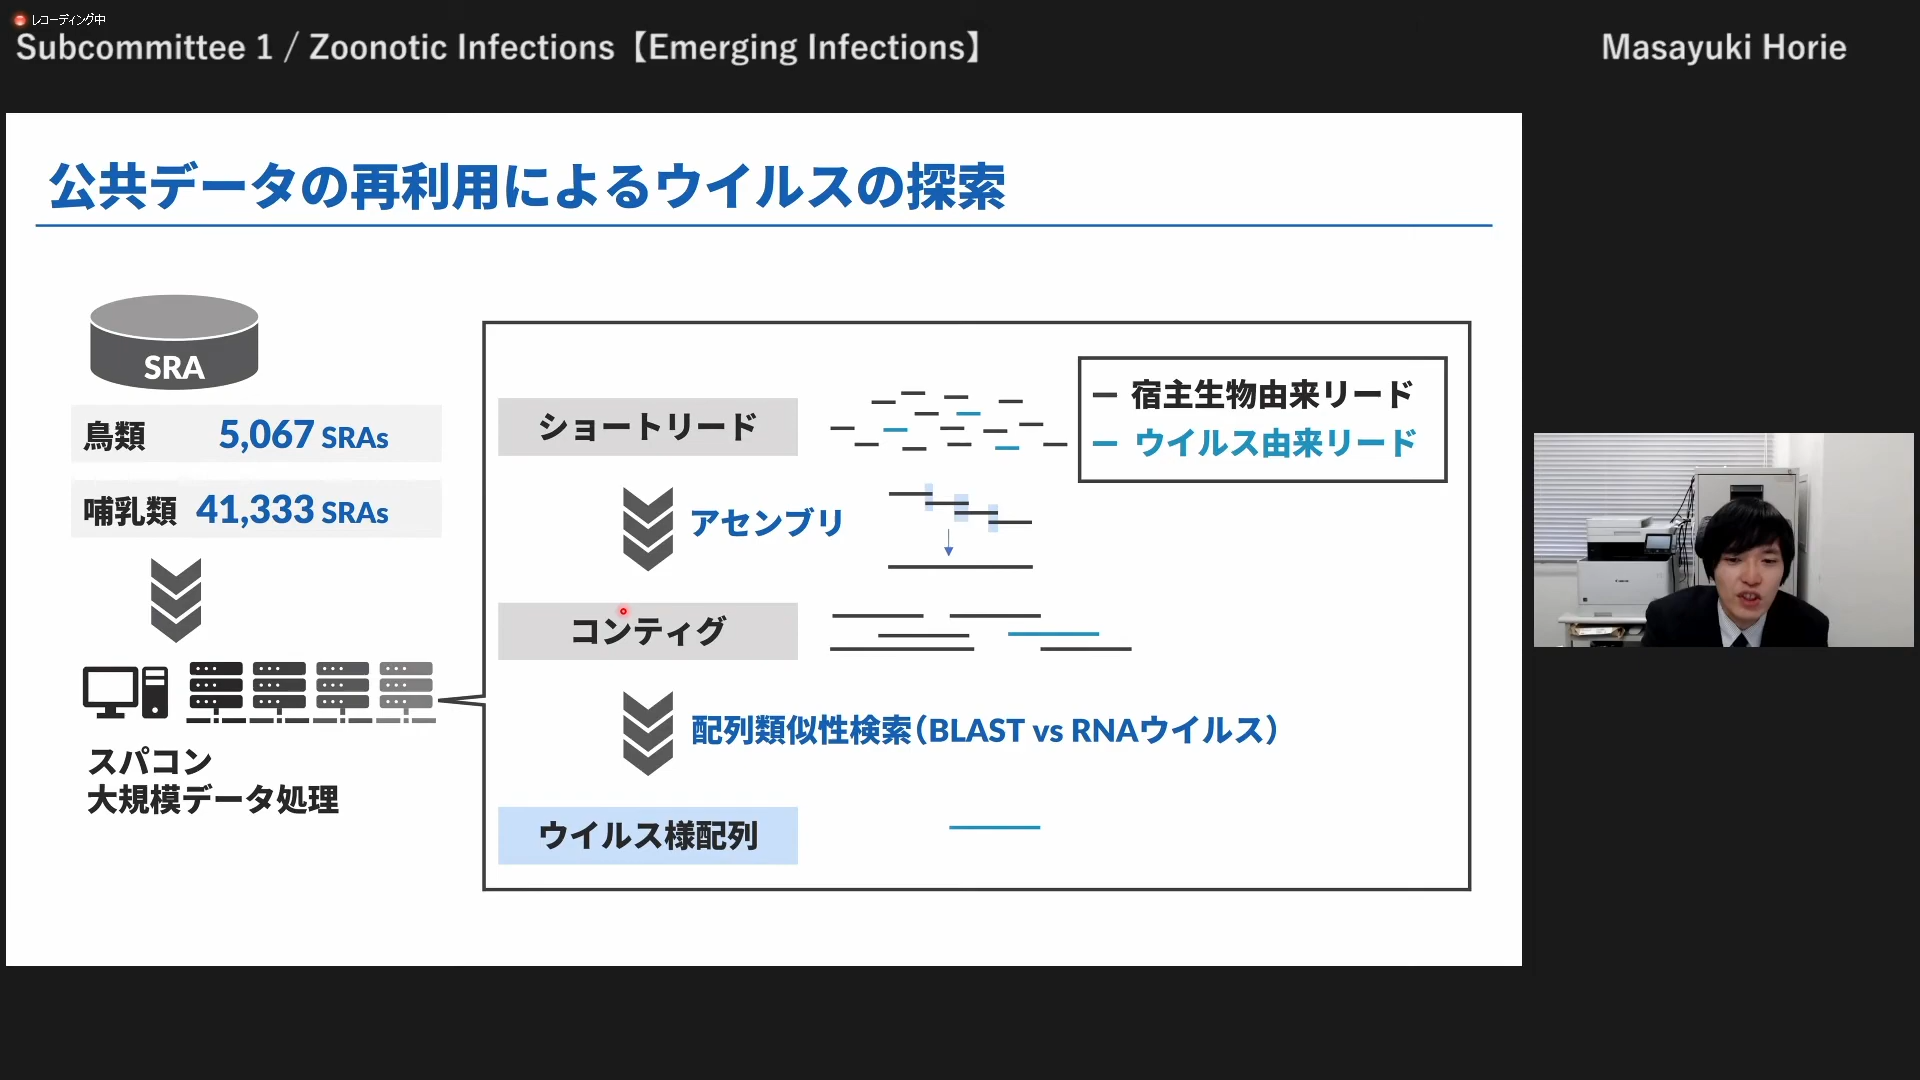 レコーディング中
Subcommittee 1 / Zoonotic Infections【Emerging Infections】
Masayuki Horie
公共データの再利用によるウイルスの探索
SRA
鳥類 5,067 SRAs
哺乳類 41,333 SRAs
スパコン
大規模データ処理
ショートリード
宿主生物由来リード
ウイルス由来リード
アセンブリ
コンティグ
配列類似性検索（BLAST vs RNAウイルス）
ウイルス様配列